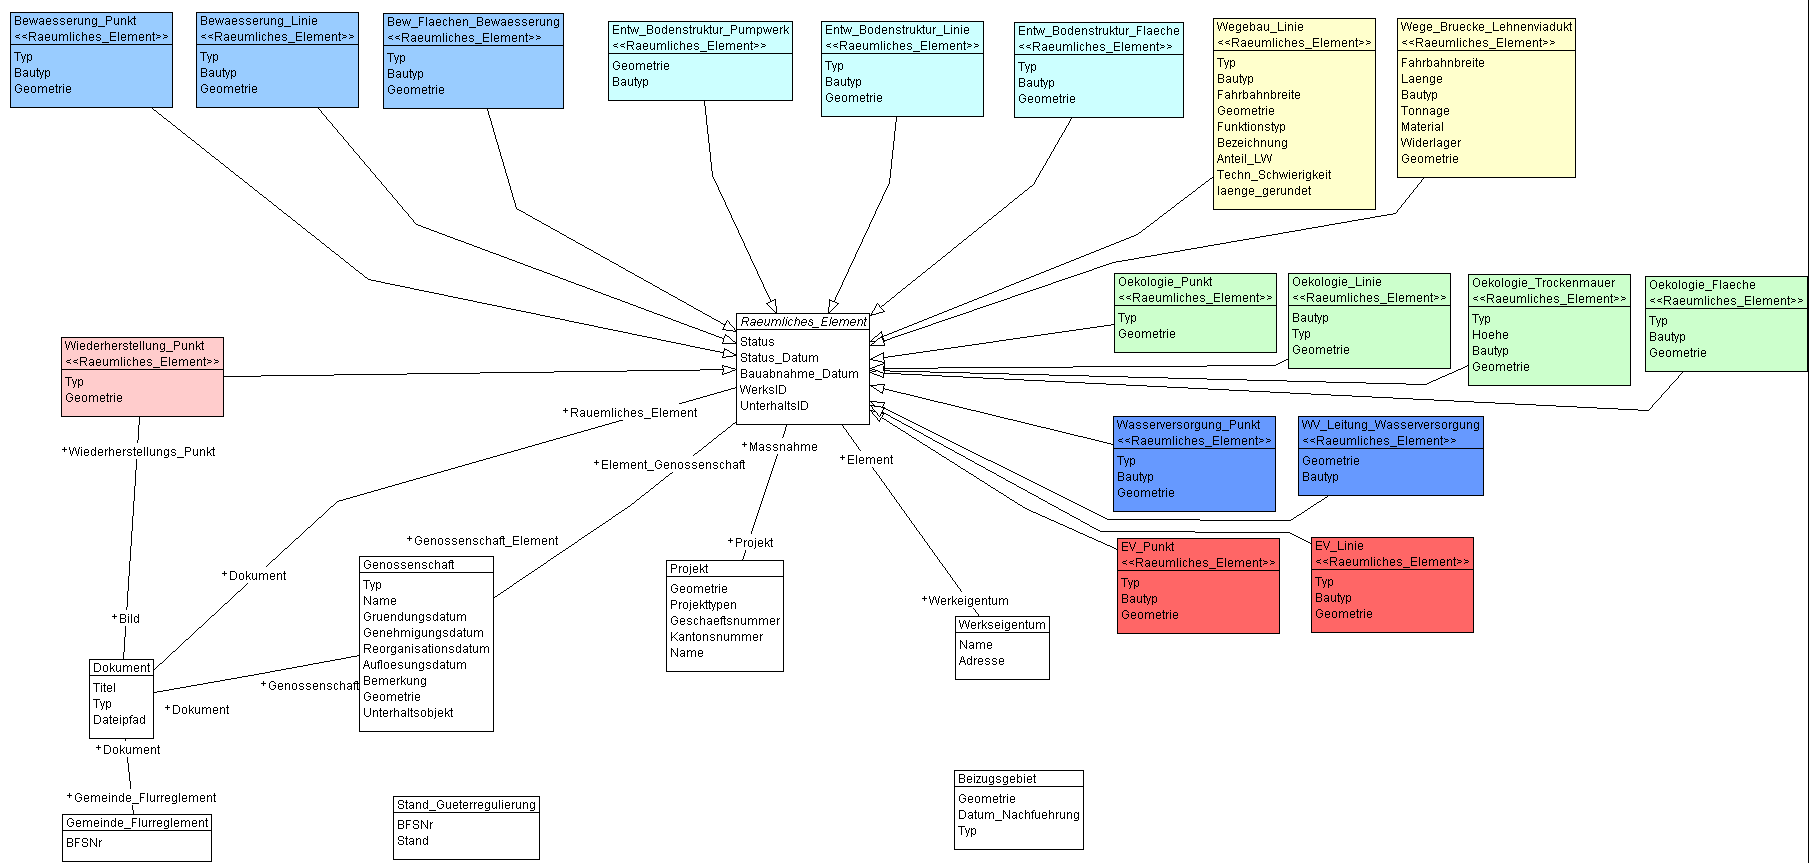 Bewaesserung_Punkt
<<Raeumliches_Element>>
Typ
Bautyp
Geometrie
Bewaesserung_Linie
<<Raeumliches_Element>>
Typ
Bautyp
Geometrie
Bew_Flaechen_Bewaesserung
<<Raeumliches_Element>>
Typ
Bautyp
Geometrie
Entw_Bodenstruktur_Pumpwerk
<<Raeumliches_Element>>
Geometrie
Bautyp
Entw_Bodenstruktur_Linie
<<Raeumliches_Element>>
Typ
Bautyp
Geometrie
Entw_Bodenstruktur_Flaeche
<<Raeumliches_Element>>
Typ
Bautyp
Geometrie
Wegebau_Linie
<<Raeumliches_Element>>
Typ
Bautyp
Fahrbahnbreite
Geometrie
Funktionstyp
Bezeichnung
Anteil_LW
Techn_Schwierigkeit
laenge_gerundet
Wege_Bruecke_Lehnenviadukt
<<Raeumliches_Element>>
Fahrbahnbreite
Laenge
Bautyp
Tonnage
Material
Widerlager
Geometrie
Oekologie_Punkt
<<Raeumliches_Element>>
Typ
Geometrie
Oekologie_Linie
<<Raeumliches_Element>>
Bautyp
Typ
Geometrie
Oekologie_Trockenmauer
<<Raeumliches_Element>>
Typ
Hoehe
Bautyp
Geometrie
Oekologie_Flaeche
<<Raeumliches_Element>>
Typ
Bautyp
Geometrie
Raeumliches_Element
Status
Status_Datum
Bauabnahme_Datum
WerksID
UnterhaltsID
Wiederherstellung_Punkt
<<Raeumliches_Element>>
Typ
Geometrie
+Rauemliches_Element
+Wiederherstellungs_Punkt
+Element_Genossenschaft
+Massnahme
+Element
Wasserversorgung_Punkt
<<Raeumliches_Element>>
Typ
Bautyp
Geometrie
WV_Leitung_Wasserversorgung
<<Raeumliches_Element>>
Geometrie
Bautyp
+Genossenschaft_Element
+Projekt
+Dokument
+Werkeigentum
+Bild
EV_Punkt
<<Raeumliches_Element>>
Typ
Bautyp
Geometrie
EV_Linie
<<Raeumliches_Element>>
Typ
Bautyp
Geometrie
Genossenschaft
Typ
Name
Gruendungsdatum
Genehmigungsdatum
Reorganisationsdatum
Aufloesungsdatum
Bemerkung
Geometrie
Unterhaltsobjekt
Projekt
Geometrie
Projekttypen
Geschaeftsnummer
Kantonsnummer
Name
Werkseigentum
Name
Adresse
Dokument
Titel
Typ
Dateipfad
+Genossenschaft
+Dokument
+Dokument
+Gemeinde_Flurreglement
Gemeinde_Flurreglement
BFSNr
Stand_Gueterregulierung
BFSNr
Stand
Beizugsgebiet
Geometrie
Datum_Nachfuehrung
Typ